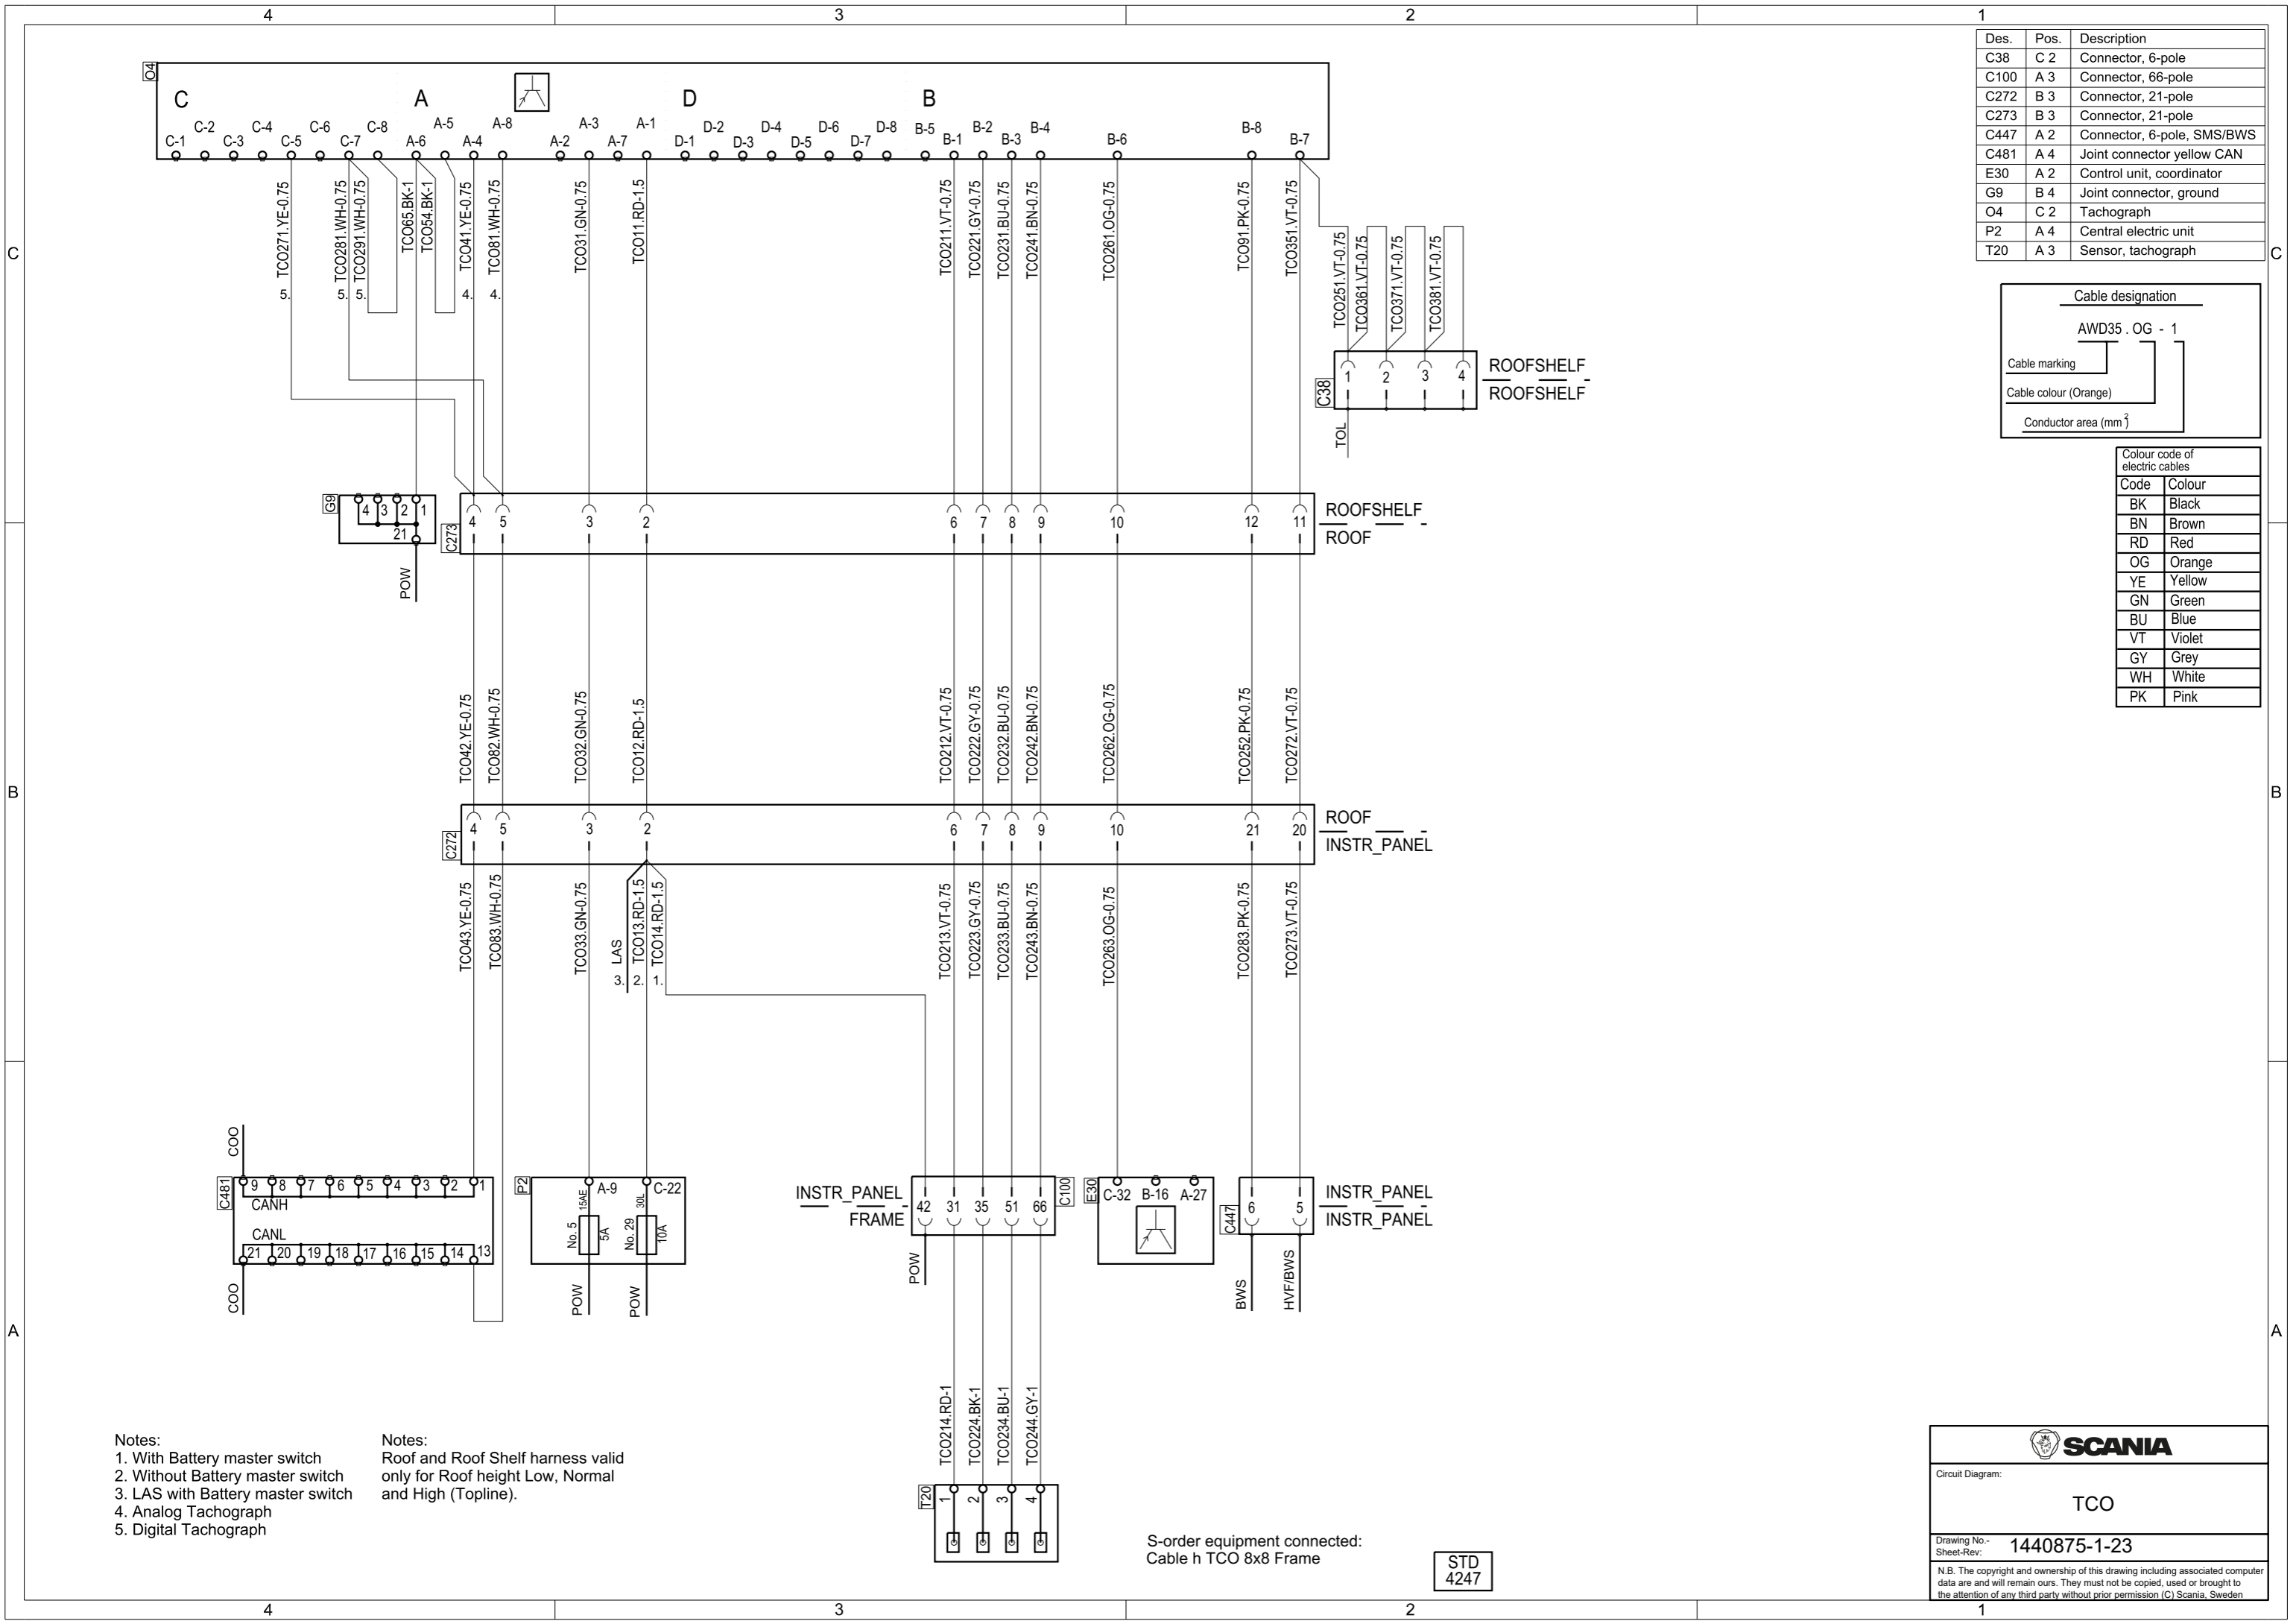 4 3 2 1
O4
C A D B
C-1 C-2 C-3 C-4 C-5 C-6 C-7 C-8 A-6 A-5 A-4 A-8 A-2 A-3 A-7 A-1 D-1 D-2 D-3 D-4 D-5 D-6 D-7 D-8 B-5 B-1 B-2 B-3 B-4 B-6 B-8 B-7
TCO271.YE-0.75
5.
TCO281.WH-0.75
5.
TCO291.WH-0.75
5.
TCO65.BK-1
TCO54.BK-1
TCO41.YE-0.75
4.
TCO81.WH-0.75
4.
TCO31.GN-0.75
TCO11.RD-1.5
TCO211.VT-0.75
TCO221.GY-0.75
TCO231.BU-0.75
TCO241.BN-0.75
TCO261.OG-0.75
TCO91.PK-0.75
TCO351.VT-0.75
TCO251.VT-0.75
TCO361.VT-0.75
TCO371.VT-0.75
TCO381.VT-0.75
C38
1 2 3 4
ROOFSHELF
ROOFSHELF
TOL
Des. Pos. Description
C38 C 2 Connector, 6-pole
C100 A 3 Connector, 66-pole
C272 B 3 Connector, 21-pole
C273 B 3 Connector, 21-pole
C447 A 2 Connector, 6-pole, SMS/BWS
C481 A 4 Joint connector yellow CAN
E30 A 2 Control unit, coordinator
G9 B 4 Joint connector, ground
O4 C 2 Tachograph
P2 A 4 Central electric unit
T20 A 3 Sensor, tachograph
C C
Cable designation
AWD35 . OG - 1
Cable marking
Cable colour (Orange)
Conductor area (mm2)
Colour code of
electric cables
Code Colour
BK Black
BN Brown
RD Red
OG Orange
YE Yellow
GN Green
BU Blue
VT Violet
GY Grey
WH White
PK Pink
G9
4 3 2 1
21
POW
C273
4 5 3 2 6 7 8 9 10 12 11
ROOFSHELF
ROOF
TCO42.YE-0.75
TCO82.WH-0.75
TCO32.GN-0.75
TCO12.RD-1.5
TCO212.VT-0.75
TCO222.GY-0.75
TCO232.BU-0.75
TCO242.BN-0.75
TCO262.OG-0.75
TCO252.PK-0.75
TCO272.VT-0.75
B B
C272
4 5 3 2 6 7 8 9 10 21 20
ROOF
INSTR_PANEL
TCO43.YE-0.75
TCO83.WH-0.75
TCO33.GN-0.75
LAS
3.
TCO13.RD-1.5
2.
TCO14.RD-1.5
1.
TCO213.VT-0.75
TCO223.GY-0.75
TCO233.BU-0.75
TCO243.BN-0.75
TCO263.OG-0.75
TCO283.PK-0.75
TCO273.VT-0.75
COO
C481
9 8 7 6 5 4 3 2 1
CANH
CANL
21 20 19 18 17 16 15 14 13
COO
P2
A-9 C-22
15AE
30L
No. 5
5A
No. 29
10A
POW
POW
INSTR_PANEL
FRAME
42 31 35 51 66
C100
POW
E30
C-32 B-16 A-27
C447
6 5
INSTR_PANEL
INSTR_PANEL
BWS
HVF/BWS
A A
TCO214.RD-1
TCO224.BK-1
TCO234.BU-1
TCO244.GY-1
T20
1 2 3 4
Notes:
1. With Battery master switch
2. Without Battery master switch
3. LAS with Battery master switch
4. Analog Tachograph
5. Digital Tachograph
Notes:
Roof and Roof Shelf harness valid
only for Roof height Low, Normal
and High (Topline).
S-order equipment connected:
Cable h TCO 8x8 Frame
STD
4247
SCANIA
Circuit Diagram:
TCO
Drawing No.-
Sheet-Rev: 1440875-1-23
N.B. The copyright and ownership of this drawing including associated computer
data are and will remain ours. They must not be copied, used or brought to
the attention of any third party without prior permission (C) Scania, Sweden
4 3 2 1